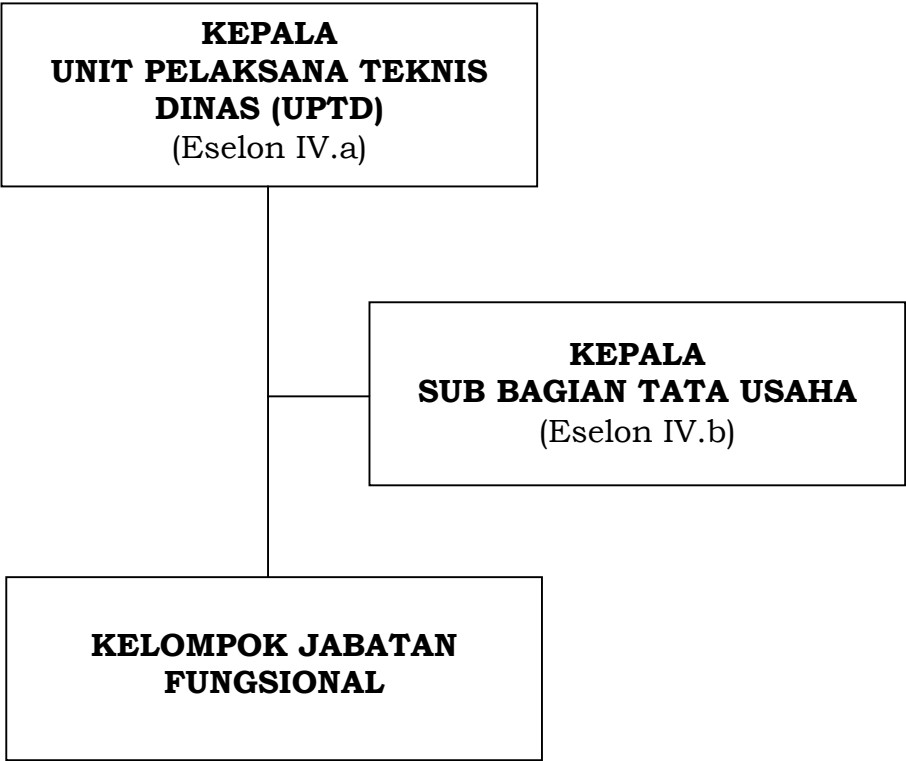 KEPALA
UNIT PELAKSANA TEKNIS
DINAS (UPTD)
(Eselon IV.a)
KEPALA
SUB BAGIAN TATA USAHA
(Eselon IV.b)
KELOMPOK JABATAN
FUNGSIONAL